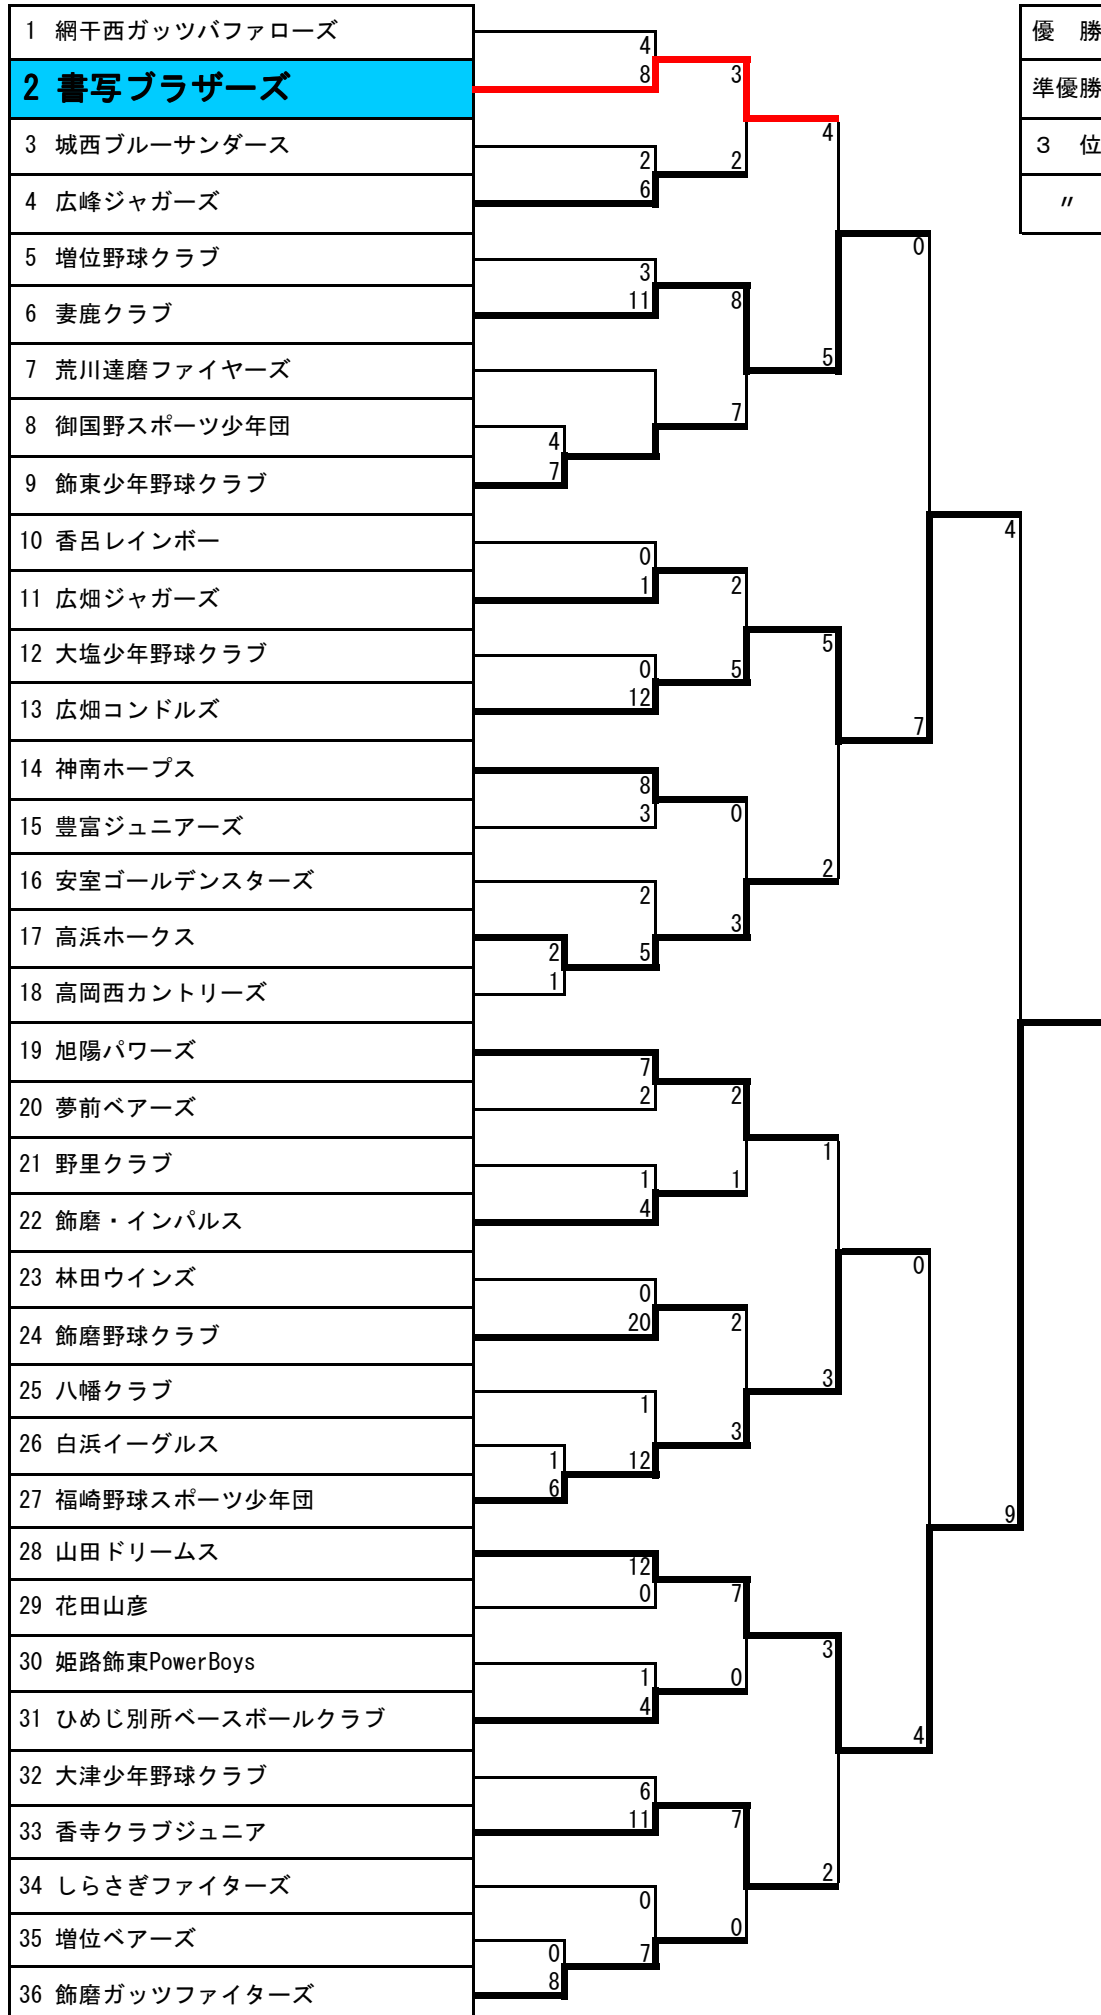 1 網干西ガッツバファローズ
2 書写ブラザーズ
3 城西ブルーサンダース
4 広峰ジャガーズ
5 増位野球クラブ
6 妻鹿クラブ
7 荒川達磨ファイヤーズ
8 御国野スポーツ少年団
9 飾東少年野球クラブ
10 香呂レインボー
11 広畑ジャガーズ
12 大塩少年野球クラブ
13 広畑コンドルズ
14 神南ホープス
15 豊富ジュニアーズ
16 安室ゴールデンスターズ
17 高浜ホークス
18 高岡西カントリーズ
19 旭陽パワーズ
20 夢前ベアーズ
21 野里クラブ
22 飾磨・インパルス
23 林田ウインズ
24 飾磨野球クラブ
25 八幡クラブ
26 白浜イーグルス
27 福崎野球スポーツ少年団
28 山田ドリームス
29 花田山彦
30 姫路飾東PowerBoys
31 ひめじ別所ベースボールクラブ
32 大津少年野球クラブ
33 香寺クラブジュニア
34 しらさぎファイターズ
35 増位ベアーズ
36 飾磨ガッツファイターズ
4
7
2
1
1
6
0
8
4
8
2
6
3
11
0
1
0
12
8
3
2
5
7
2
1
4
0
20
1
12
12
0
1
4
6
11
0
7
3
2
8
7
2
5
0
3
2
1
2
3
7
0
7
0
4
5
5
2
1
3
3
2
0
7
0
4
4
9
優 勝
準優勝
3 位
〃